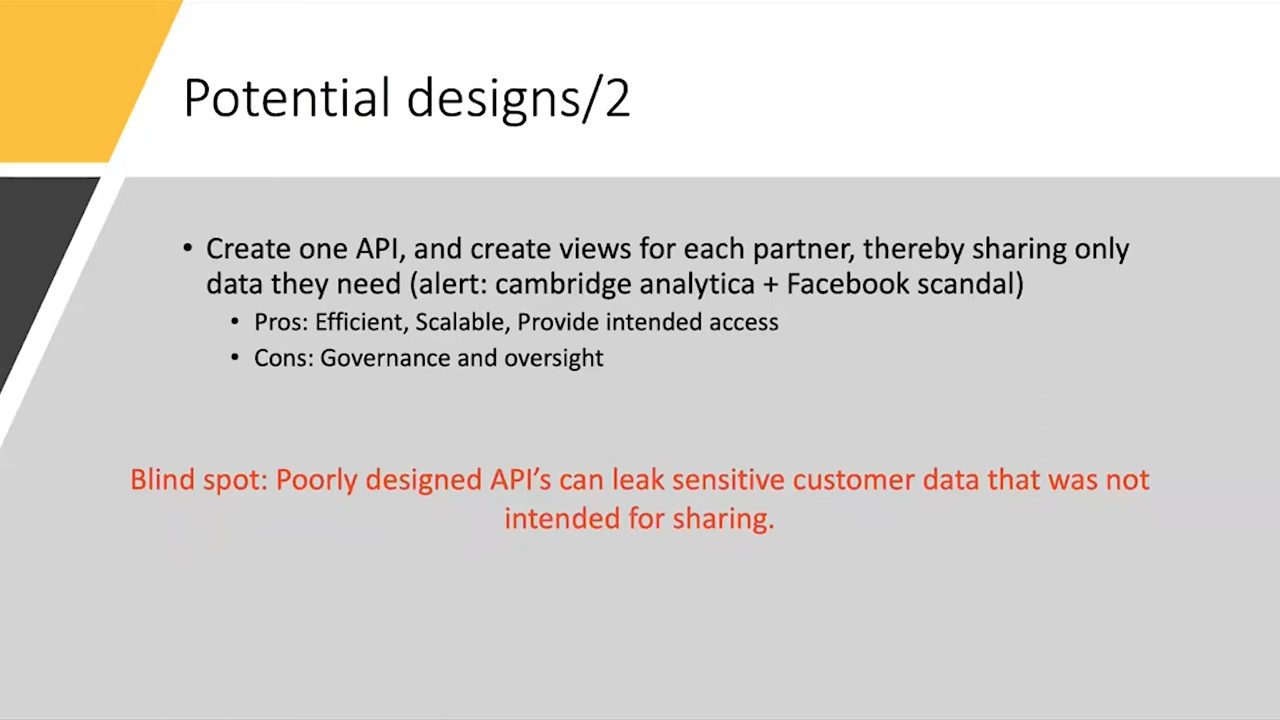 Potential designs/2
• Create one API, and create views for each partner, thereby sharing only
data they need (alert: cambridge analytica + Facebook scandal)
• Pros: Efficient, Scalable, Provide intended access
• Cons: Governance and oversight
Blind spot: Poorly designed API’s can leak sensitive customer data that was not
intended for sharing.